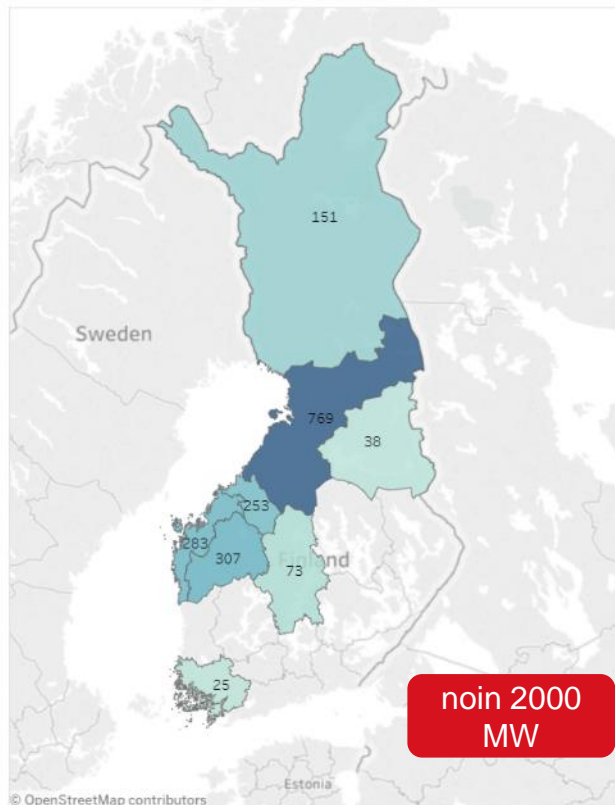 151
Sweden
769
38
253
283
307
Finland
73
25
noin 2000
MW
Estonia
© OpenStreetMap contributors